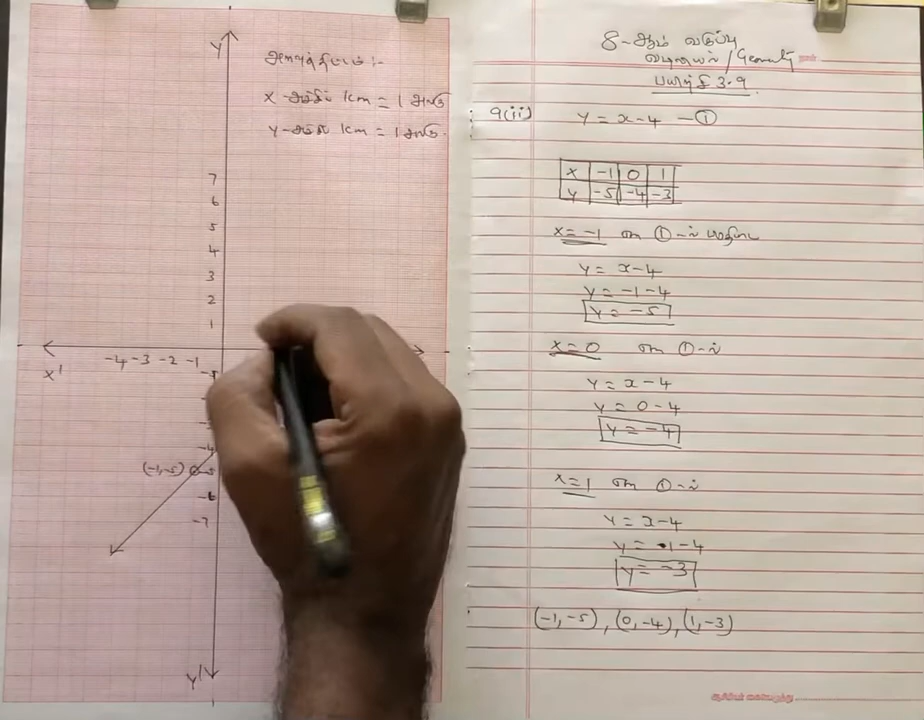 Y
அளவுத்திட்டம் :-
X - அச்சில் 1cm = 1 அலகு
Y - அச்சில் 1cm = 1 அலகு
7
6
5
4
3
2
1
-4 -3 -2 -1
X'
-4
(-1,-5) -5
-6
-7
Y'
8-ஆம் வகுப்பு
வடிவியல் / Geometry
பயிற்சி 3.9
9(ii) y = x-4 - ①
X -1 0 1
Y -5 -4 -3
x = -1 என ①-ல் பிரதியிட
y = x-4
y = -1-4
y = -5
x = 0 என ①-ல்
y = x-4
y = 0-4
y = -4
x = 1 என ①-ல்
y = x-4
y = 1-4
y = -3
(-1,-5), (0,-4), (1,-3)